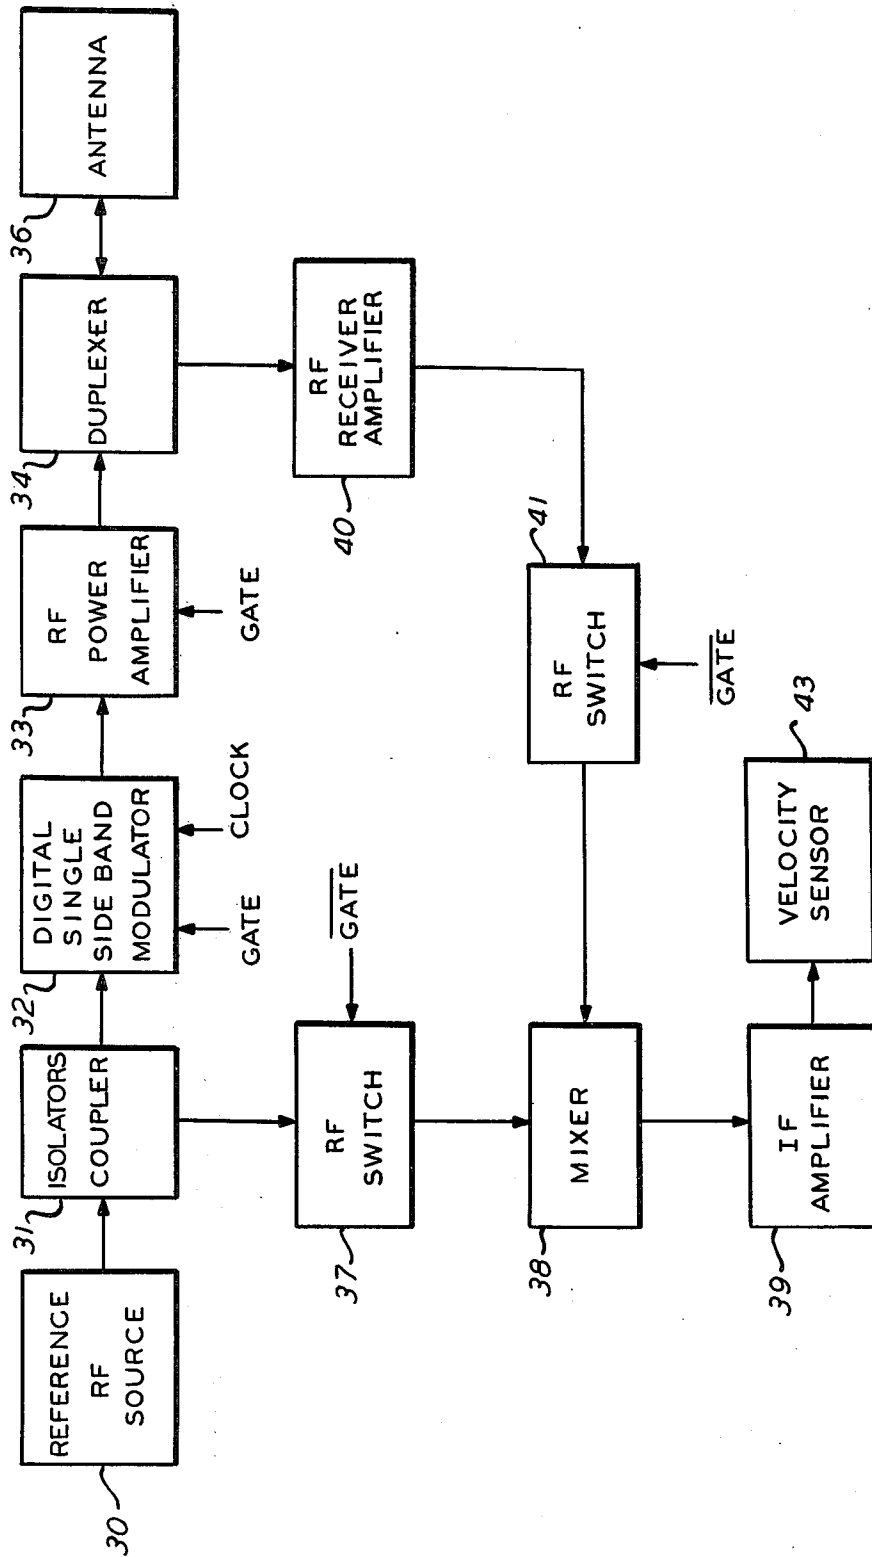 REFERENCE
RF
SOURCE
30
ISOLATORS
COUPLER
31
DIGITAL
SINGLE
SIDE BAND
MODULATOR
32
GATE
CLOCK
RF
POWER
AMPLIFIER
33
GATE
DUPLEXER
34
ANTENNA
36
RF
SWITCH
37
GATE
RF
RECEIVER
AMPLIFIER
40
MIXER
38
RF
SWITCH
41
GATE
IF
AMPLIFIER
39
VELOCITY
SENSOR
43